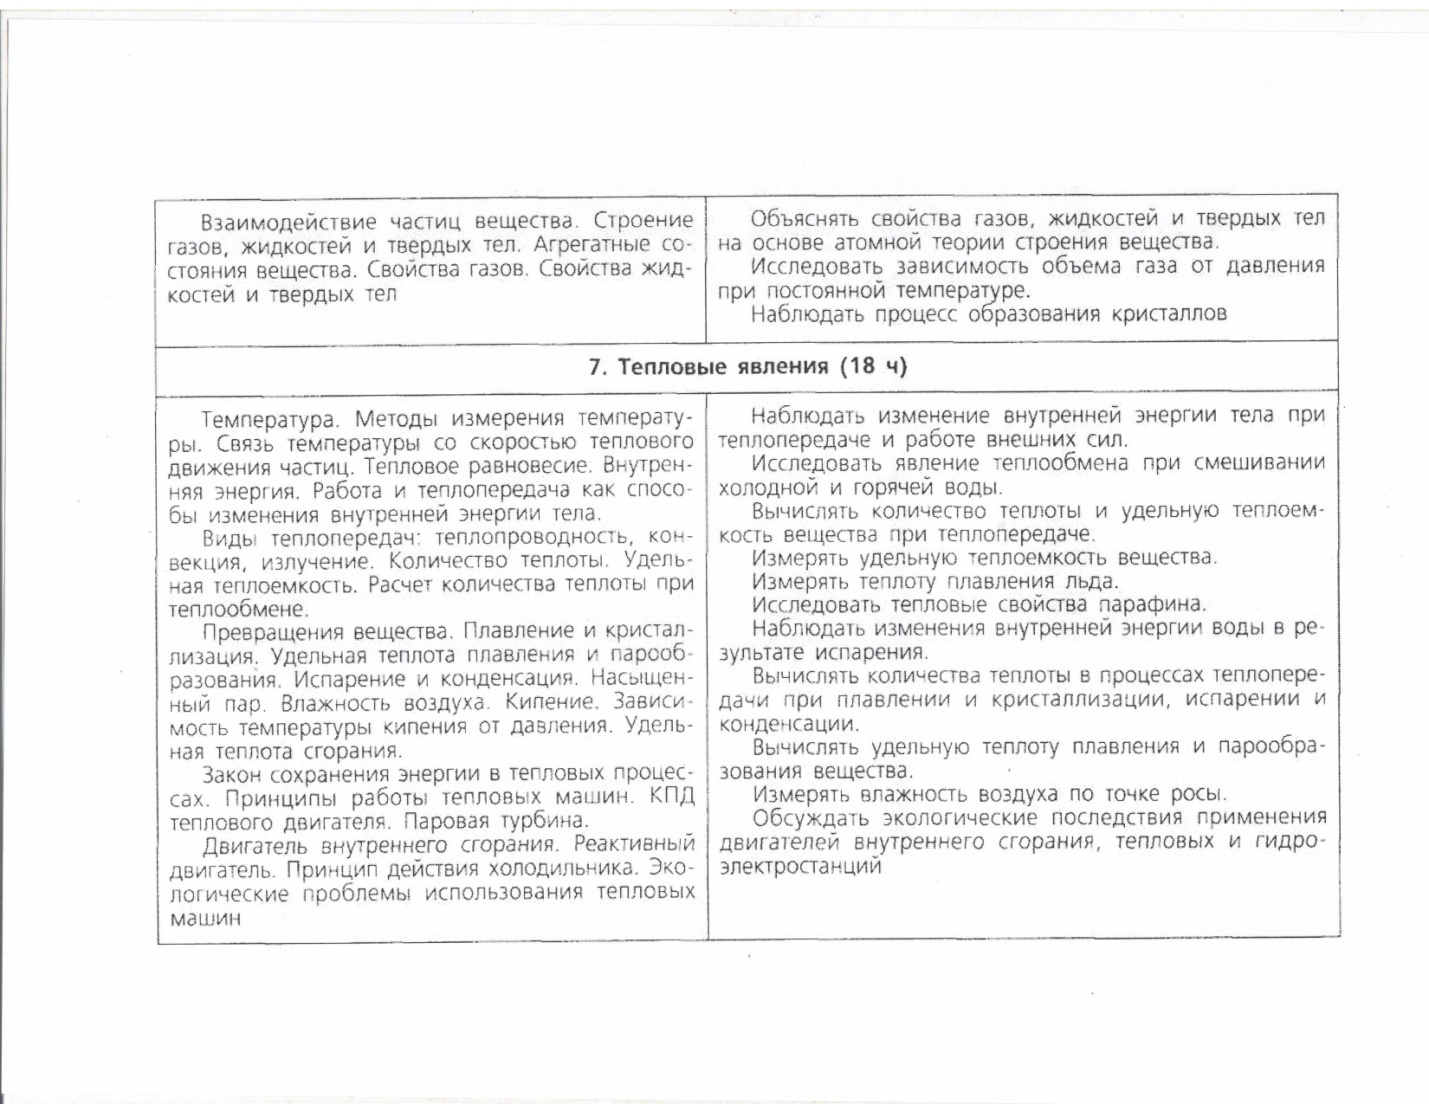 Взаимодействие частиц вещества. Строение
газов, жидкостей и твердых тел. Агрегатные со-
стояния вещества. Свойства газов. Свойства жид-
костей и твердых тел
Объяснять свойства газов, жидкостей и твердых тел
на основе атомной теории строения вещества.
Исследовать зависимость объема газа от давления
при постоянной температуре.
Наблюдать процесс образования кристаллов
7. Тепловые явления (18 ч)
Температура. Методы измерения температу-
ры. Связь температуры со скоростью теплового
движения частиц. Тепловое равновесие. Внутрен-
няя энергия. Работа и теплопередача как спосо-
бы изменения внутренней энергии тела.
Виды теплопередач: теплопроводность, кон-
векция, излучение. Количество теплоты. Удель-
ная теплоемкость. Расчет количества теплоты при
теплообмене.
Превращения вещества. Плавление и кристал-
лизация. Удельная теплота плавления и парооб-
разования. Испарение и конденсация. Насыщен-
ный пар. Влажность воздуха. Кипение. Зависи-
мость температуры кипения от давления. Удель-
ная теплота сгорания.
Закон сохранения энергии в тепловых процес-
сах. Принципы работы тепловых машин. КПД
теплового двигателя. Паровая турбина.
Двигатель внутреннего сгорания. Реактивный
двигатель. Принцип действия холодильника. Эко-
логические проблемы использования тепловых
машин
Наблюдать изменение внутренней энергии тела при
теплопередаче и работе внешних сил.
Исследовать явление теплообмена при смешивании
холодной и горячей воды.
Вычислять количество теплоты и удельную теплоем-
кость вещества при теплопередаче.
Измерять удельную теплоемкость вещества.
Измерять теплоту плавления льда.
Исследовать тепловые свойства парафина.
Наблюдать изменения внутренней энергии воды в ре-
зультате испарения.
Вычислять количества теплоты в процессах теплопере-
дачи при плавлении и кристаллизации, испарении и
конденсации.
Вычислять удельную теплоту плавления и парообра-
зования вещества.
Измерять влажность воздуха по точке росы.
Обсуждать экологические последствия применения
двигателей внутреннего сгорания, тепловых и гидро-
электростанций